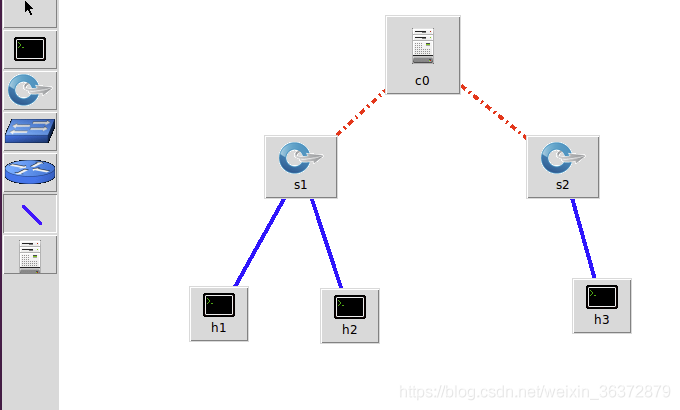 c0
s1
s2
h1
h2
h3
https://blog.csdn.net/weixin_36372879